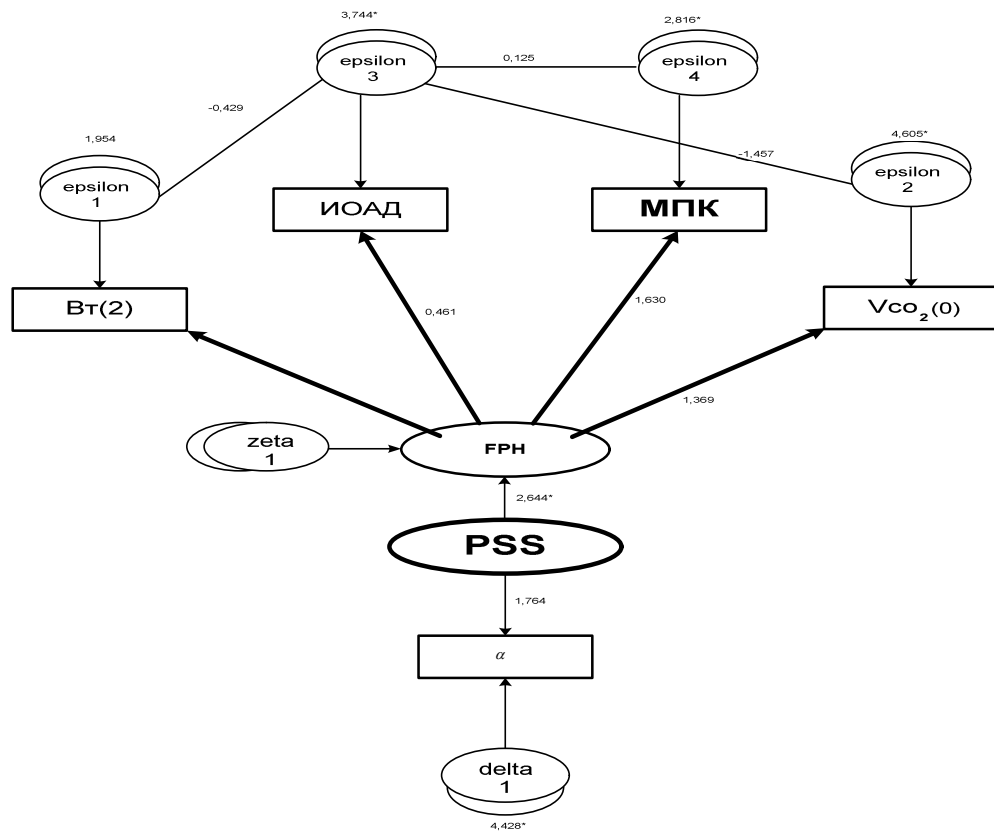 3,744*
2,816*
epsilon
3
0,125
epsilon
4
-0,429
1,954
-1,457
4,605*
epsilon
1
epsilon
2
ИОАД
МПК
Вт(2)
Vco₂(0)
0,461
1,630
1,369
zeta
1
FPH
2,644*
PSS
1,764
α
delta
1
4,428*